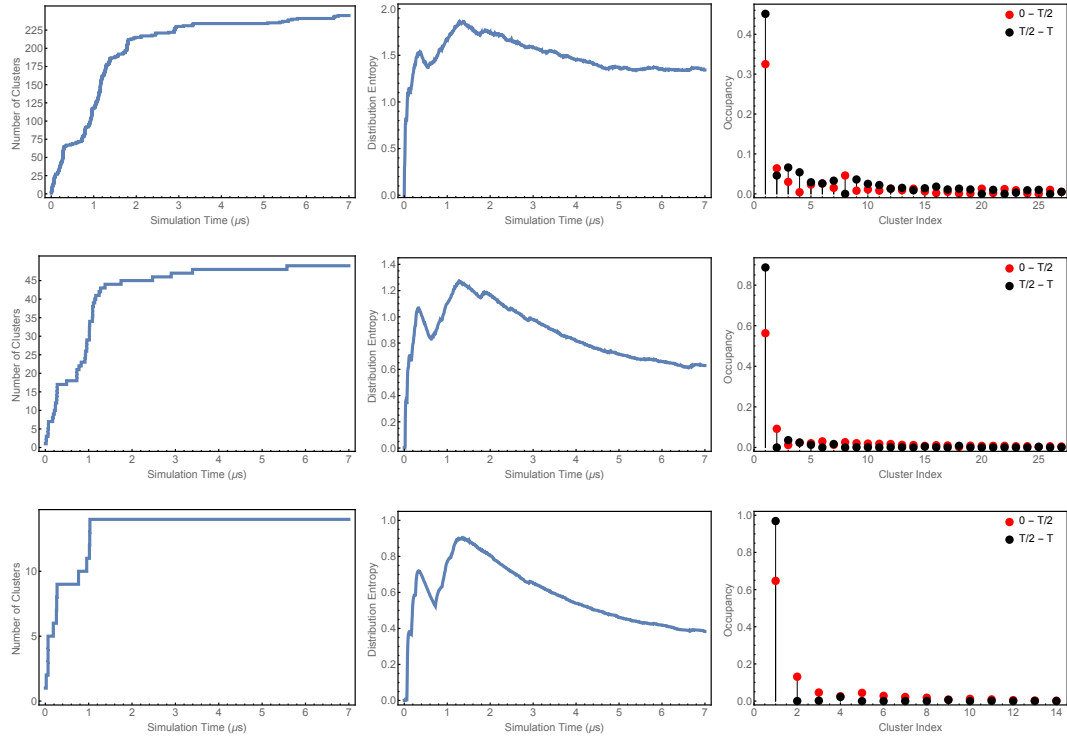 Number of Clusters
225
200
175
150
125
100
75
50
25
0
0 1 2 3 4 5 6 7
Simulation Time (µs)
Distribution Entropy
2.0
1.5
1.0
0.5
0.0
0 1 2 3 4 5 6 7
Simulation Time (µs)
Occupancy
0.4
0.3
0.2
0.1
0.0
0 5 10 15 20 25
Cluster Index
0 – T/2
T/2 – T
Number of Clusters
45
40
35
30
25
20
15
10
5
0
0 1 2 3 4 5 6 7
Simulation Time (µs)
Distribution Entropy
1.4
1.2
1.0
0.8
0.6
0.4
0.2
0.0
0 1 2 3 4 5 6 7
Simulation Time (µs)
Occupancy
0.8
0.6
0.4
0.2
0.0
0 5 10 15 20 25
Cluster Index
0 – T/2
T/2 – T
Number of Clusters
10
5
0
0 1 2 3 4 5 6 7
Simulation Time (µs)
Distribution Entropy
1.0
0.8
0.6
0.4
0.2
0.0
0 1 2 3 4 5 6 7
Simulation Time (µs)
Occupancy
1.0
0.8
0.6
0.4
0.2
0.0
0 2 4 6 8 10 12 14
Cluster Index
0 – T/2
T/2 – T